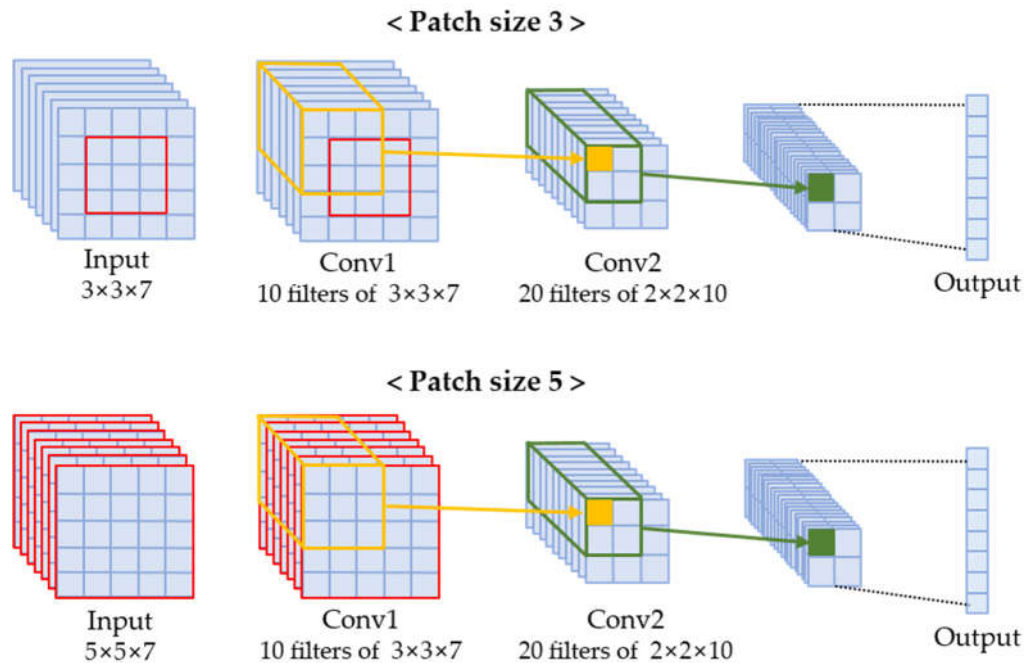 < Patch size 3 >
Input
3×3×7
Conv1
10 filters of 3×3×7
Conv2
20 filters of 2×2×10
Output
< Patch size 5 >
Input
5×5×7
Conv1
10 filters of 3×3×7
Conv2
20 filters of 2×2×10
Output